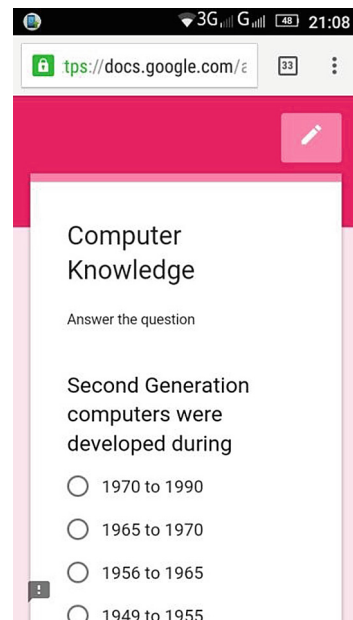 3G G 48 21:08
tps://docs.google.com/a 33
Computer
Knowledge
Answer the question
Second Generation
computers were
developed during
1970 to 1990
1965 to 1970
1956 to 1965
1949 to 1955